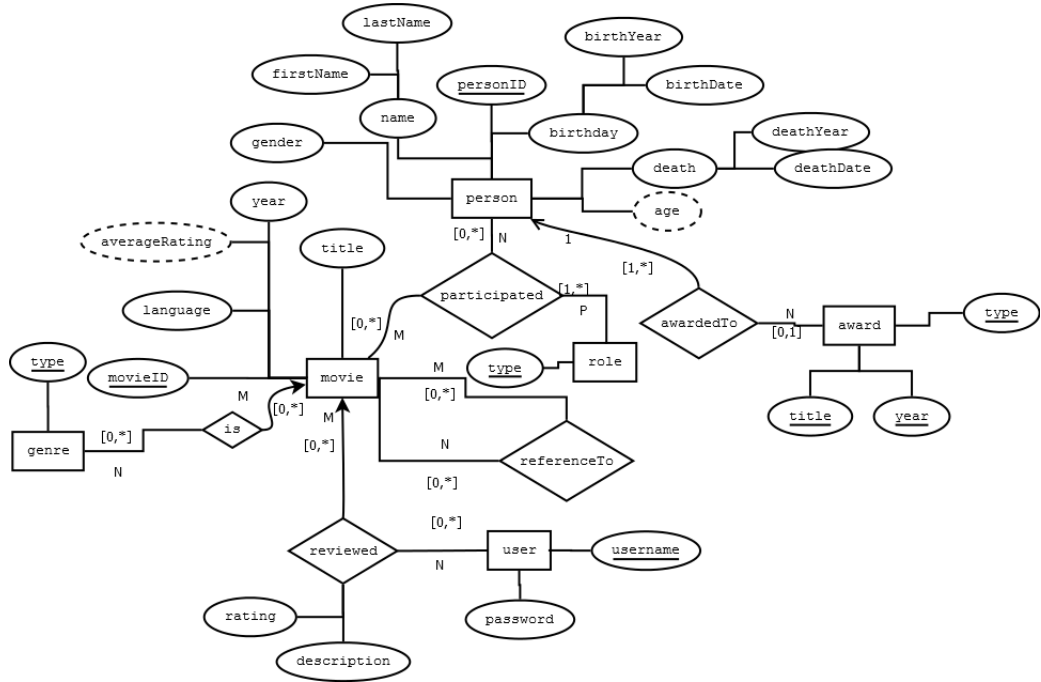 lastName
birthYear
firstName
personID
birthDate
name
birthday
deathYear
gender
death
deathDate
person
age
year
[0,*] N
1
averageRating
title
[1,*]
participated
[1,*]
language
P
N
type
[0,*]
awardedTo
award
M
[0,1]
type
role
movieID
movie
M
type
M
[0,*]
[0,*]
title
year
M
is
[0,*]
[0,*]
N
genre
referenceTo
N
[0,*]
[0,*]
reviewed
user
username
N
rating
password
description